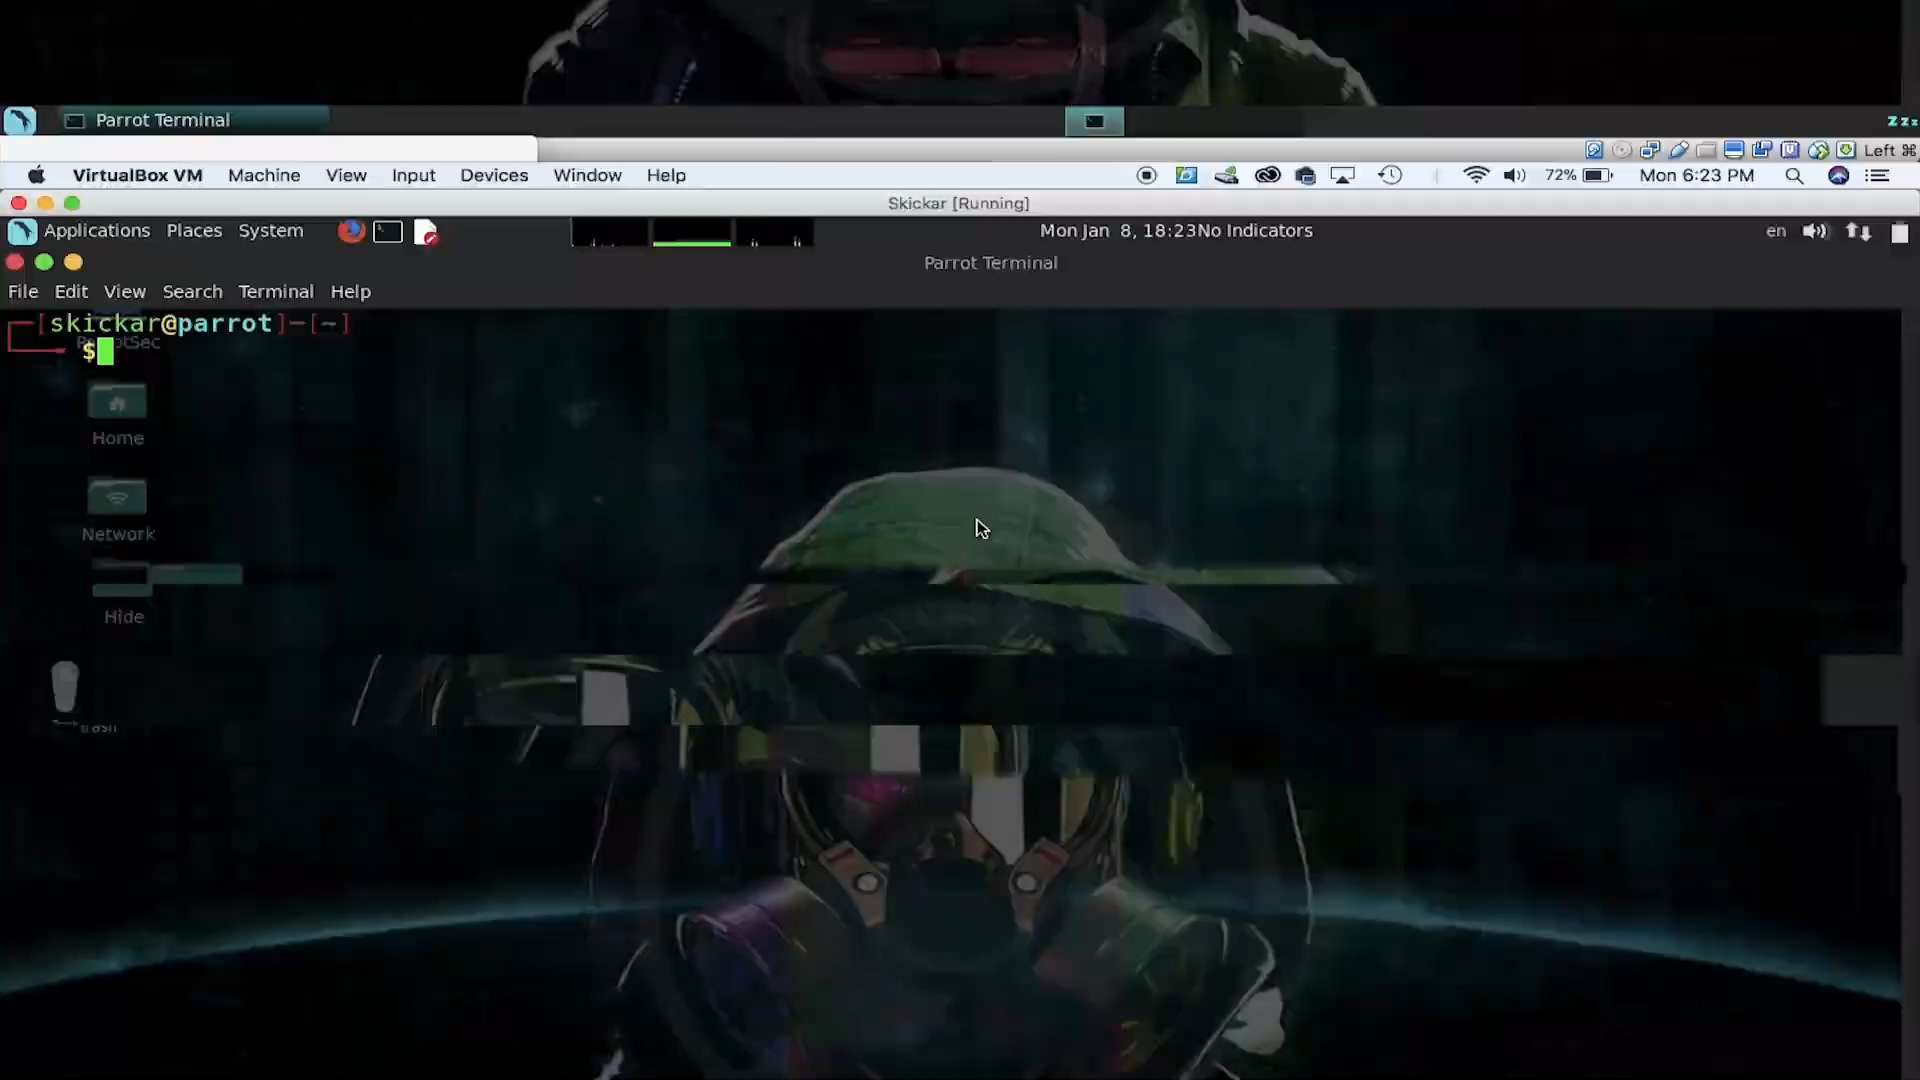 Parrot Terminal
Left ⌘
VirtualBox VM Machine View Input Devices Window Help 72% Mon 6:23 PM
Skickar [Running]
Applications Places System Mon Jan 8, 18:23 No Indicators en
Parrot Terminal
File Edit View Search Terminal Help
[skickar@parrot]-[~]
$
Home
Network
Hide